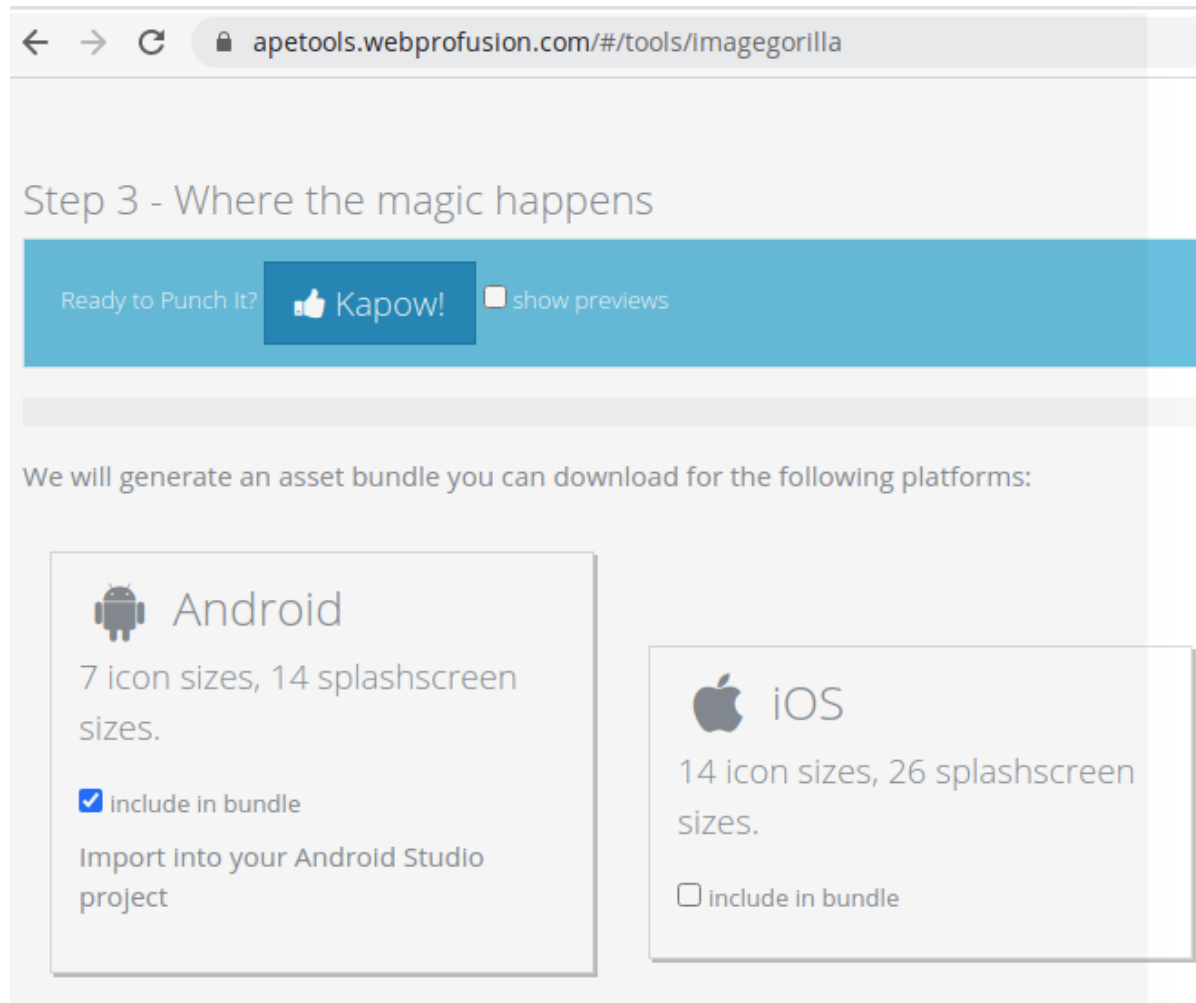 apetools.webprofusion.com/#/tools/imagegorilla
Step 3 - Where the magic happens
Ready to Punch It? Kapow! show previews
We will generate an asset bundle you can download for the following platforms:
Android
7 icon sizes, 14 splashscreen
sizes.
include in bundle
Import into your Android Studio
project
iOS
14 icon sizes, 26 splashscreen
sizes.
include in bundle